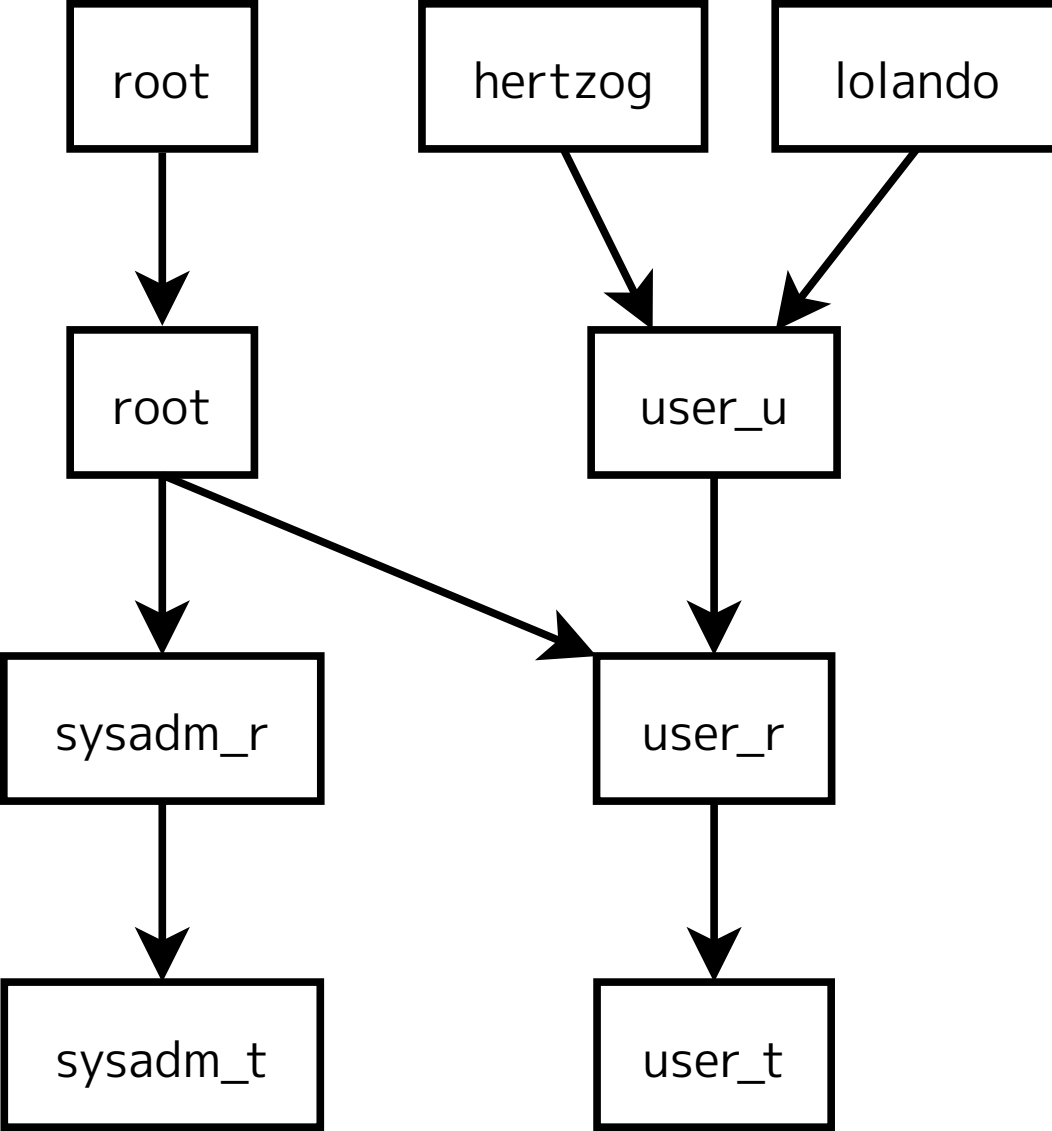 root
hertzog
lolando
root
user_u
sysadm_r
user_r
sysadm_t
user_t